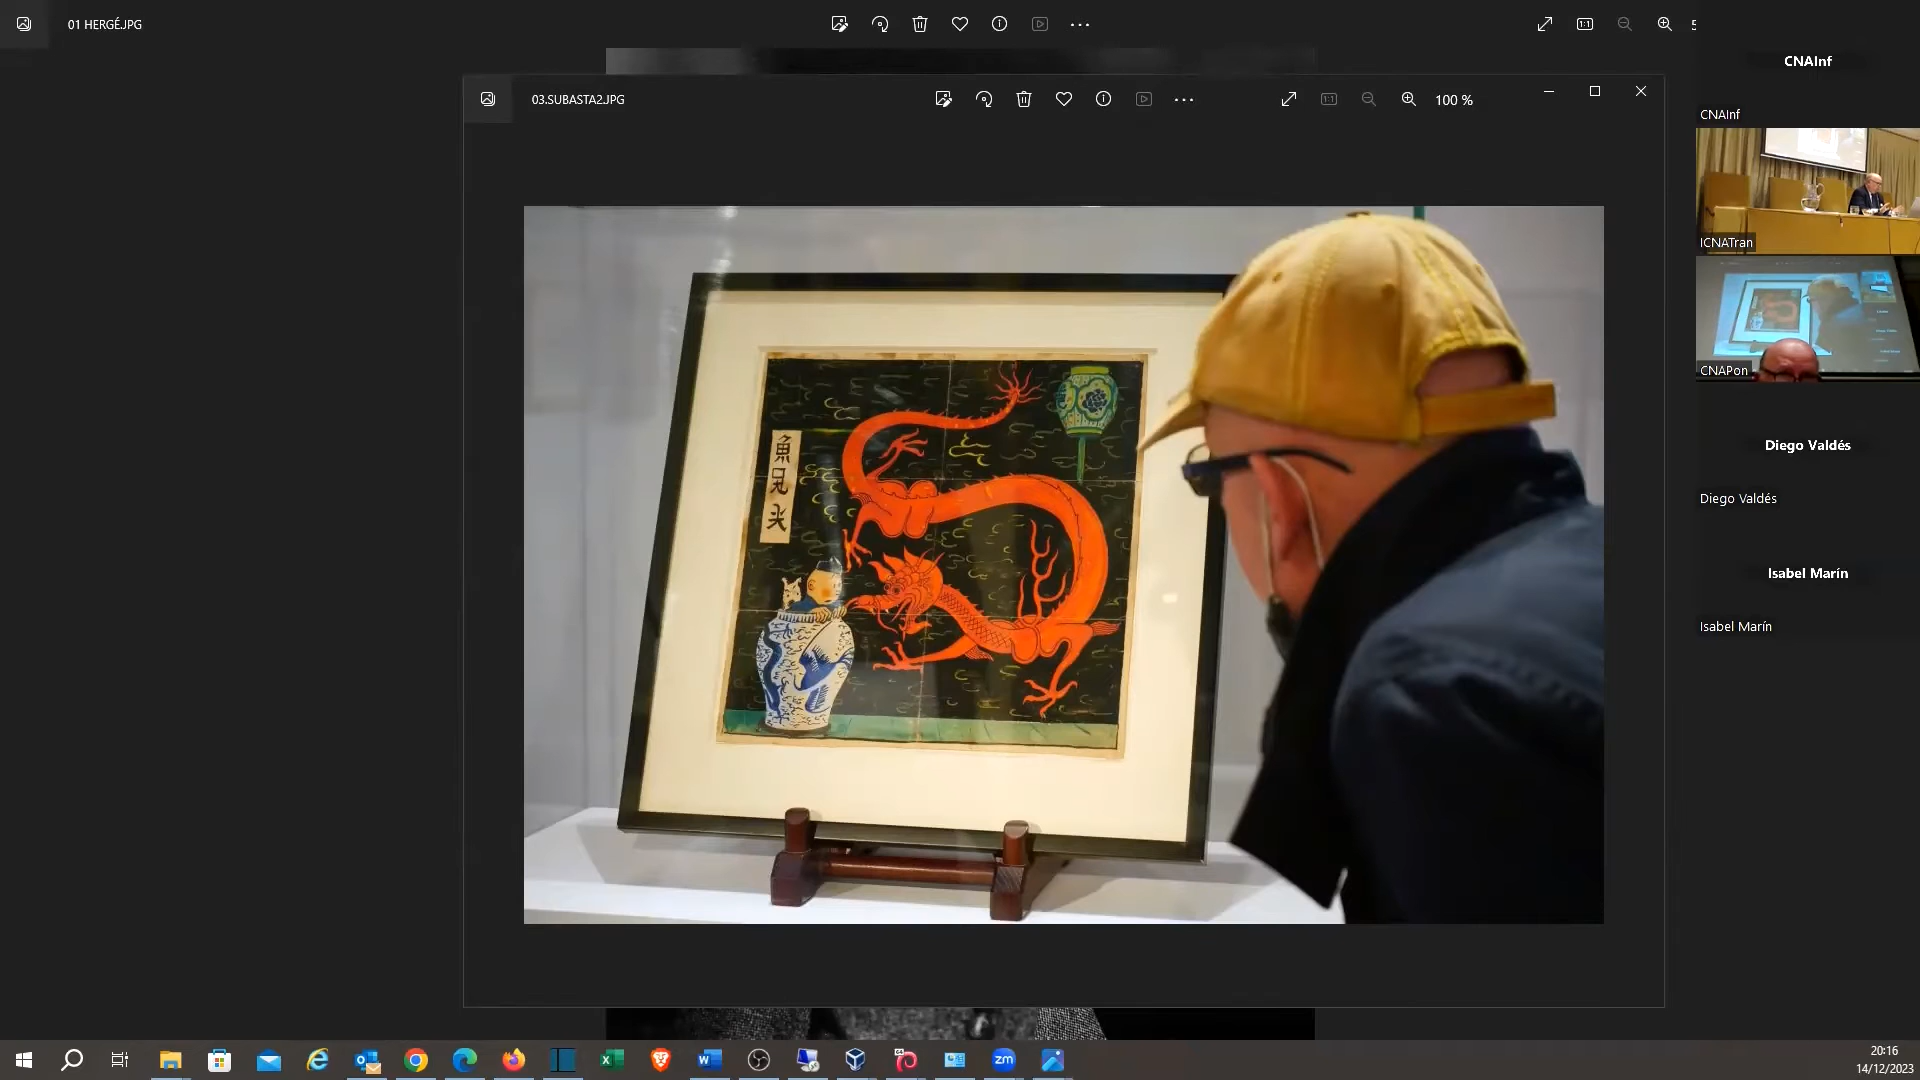 01 HERGÉ.JPG
CNAInf
03.SUBASTA2.JPG
100 %
CNAInf
ICNATran
CNAPon
Diego Valdés
Diego Valdés
Isabel Marín
Isabel Marín
20:16
14/12/2023